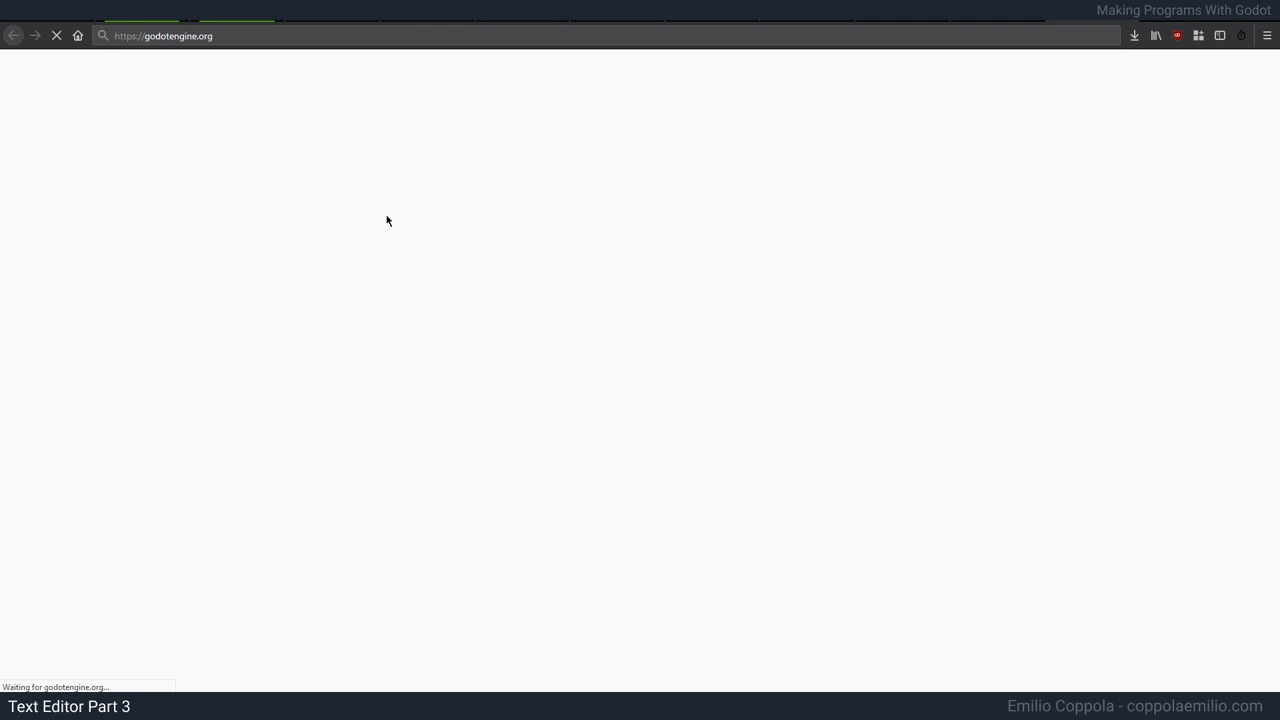 Making Programs With Godot
https://godotengine.org
Waiting for godotengine.org...
Text Editor Part 3
Emilio Coppola - coppolaemilio.com